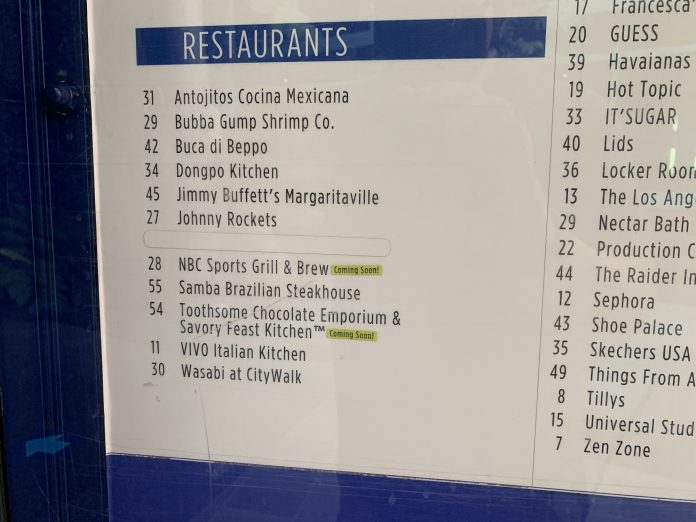 RESTAURANTS
31 Antojitos Cocina Mexicana
29 Bubba Gump Shrimp Co.
42 Buca di Beppo
34 Dongpo Kitchen
45 Jimmy Buffett's Margaritaville
27 Johnny Rockets
28 NBC Sports Grill & Brew Coming Soon!
55 Samba Brazilian Steakhouse
54 Toothsome Chocolate Emporium &
Savory Feast Kitchen™ Coming Soon!
11 VIVO Italian Kitchen
30 Wasabi at CityWalk
17 Francesca's
20 GUESS
39 Havaianas
19 Hot Topic
33 IT'SUGAR
40 Lids
36 Locker Room
13 The Los Ang
29 Nectar Bath
22 Production C
44 The Raider Im
12 Sephora
43 Shoe Palace
35 Skechers USA
49 Things From A
8 Tillys
15 Universal Stud
7 Zen Zone